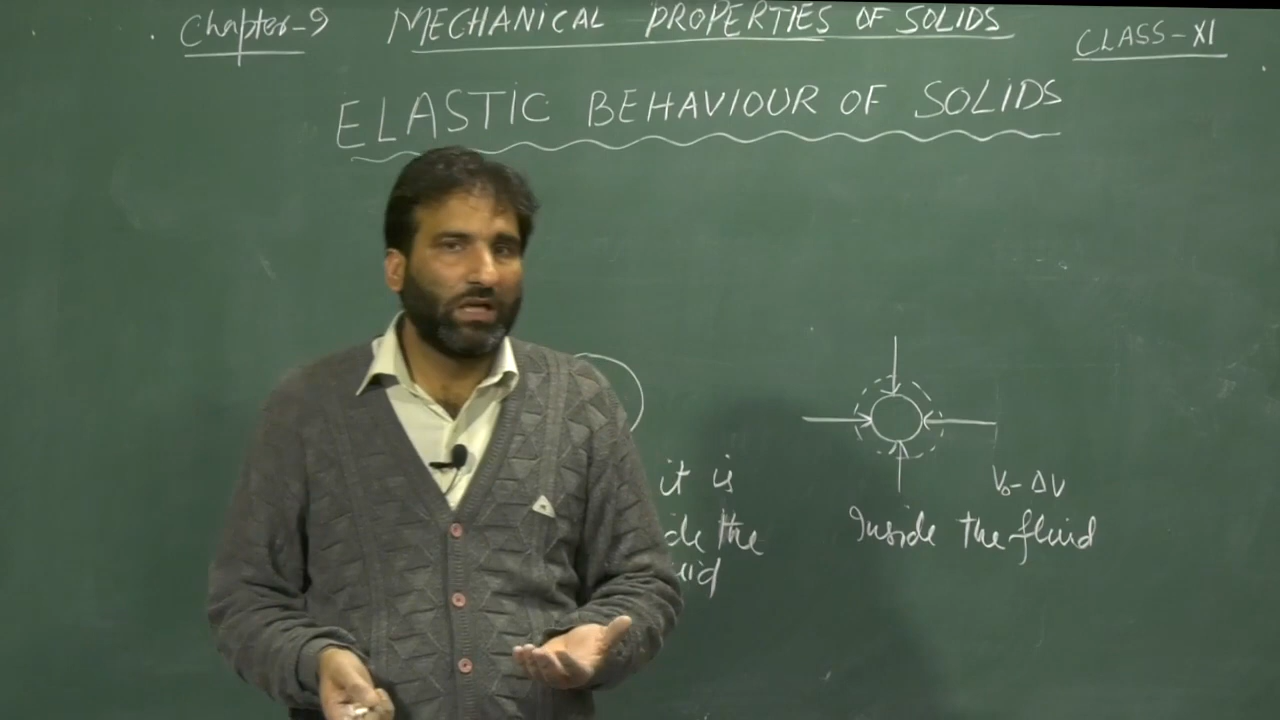 Chapter-9
MECHANICAL PROPERTIES OF SOLIDS
CLASS-XI
ELASTIC BEHAVIOUR OF SOLIDS
it is
the
V₀-ΔV
Inside the fluid